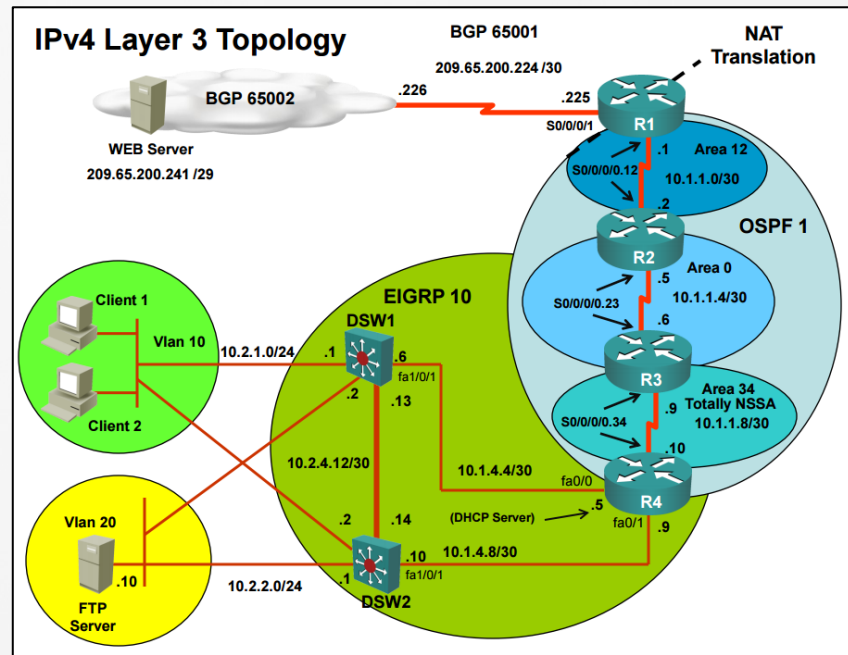 IPv4 Layer 3 Topology
BGP 65001
NAT
Translation
209.65.200.224 /30
BGP 65002
.226
.225
R1
S0/0/0/1
WEB Server
209.65.200.241 /29
.1
Area 12
S0/0/0/0.12
10.1.1.0/30
.2
OSPF 1
R2
.5
Area 0
10.1.1.4/30
S0/0/0/0.23
.6
R3
EIGRP 10
Client 1
Vlan 10
10.2.1.0/24
DSW1
.1
.6
fa1/0/1
.2
.13
Client 2
Area 34
Totally NSSA
.9
S0/0/0/0.34
10.1.1.8/30
.10
10.2.4.12/30
10.1.4.4/30
fa0/0
R4
.5
(DHCP Server)
fa0/1
.9
Vlan 20
.2
.14
.10
10.1.4.8/30
fa1/0/1
.10
.1
FTP
Server
10.2.2.0/24
DSW2